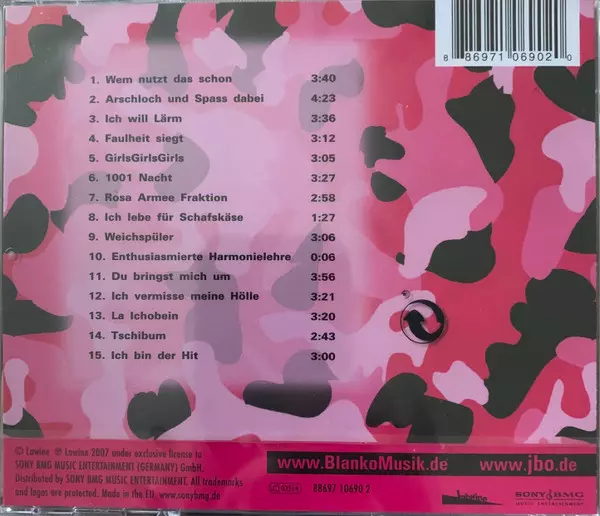 8 86971 06902 0
1. Wem nutzt das schon 3:40
2. Arschloch und Spass dabei 4:23
3. Ich will Lärm 3:36
4. Faulheit siegt 3:12
5. GirlsGirlsGirls 3:05
6. 1001 Nacht 3:27
7. Rosa Armee Fraktion 2:58
8. Ich lebe für Schafskäse 1:27
9. Weichspüler 3:06
10. Enthusiasmierte Harmonielehre 0:06
11. Du bringst mich um 3:56
12. Ich vermisse meine Hölle 3:21
13. La Ichobein 3:20
14. Tschibum 2:43
15. Ich bin der Hit 3:00
© Lawine ℗ Lawine 2007 under exclusive license to
SONY BMG MUSIC ENTERTAINMENT (GERMANY) GmbH.
Distributed by SONY BMG MUSIC ENTERTAINMENT. All trademarks
and logos are protected. Made in the EU. www.sonybmg.de
www.BlankoMusik.de www.jbo.de
88697 10690 2
SONY BMG
MUSIC ENTERTAINMENT